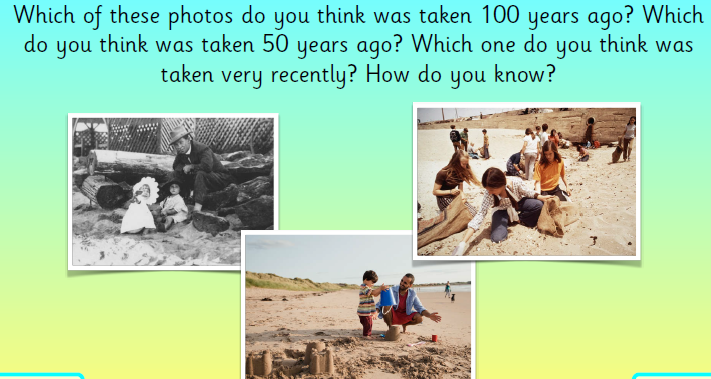 Which of these photos do you think was taken 100 years ago? Which
do you think was taken 50 years ago? Which one do you think was
taken very recently? How do you know?